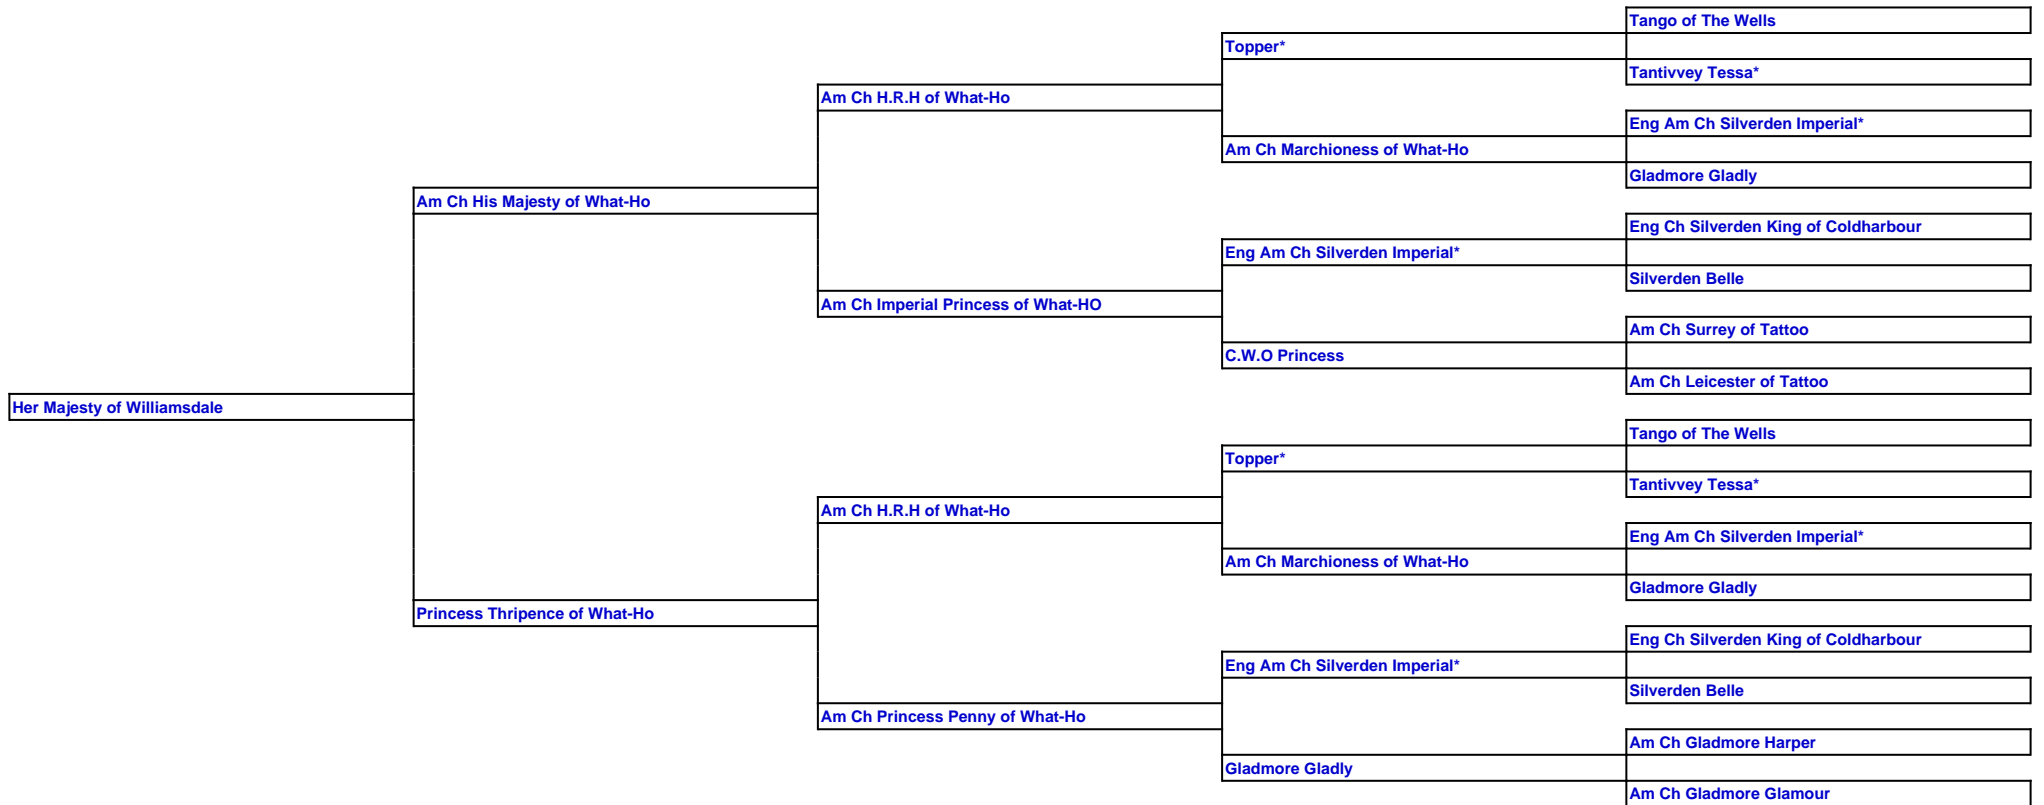 Tango of The Wells
Topper*
Tantivvey Tessa*
Am Ch H.R.H of What-Ho
Eng Am Ch Silverden Imperial*
Am Ch Marchioness of What-Ho
Gladmore Gladly
Am Ch His Majesty of What-Ho
Eng Ch Silverden King of Coldharbour
Eng Am Ch Silverden Imperial*
Silverden Belle
Am Ch Imperial Princess of What-HO
Am Ch Surrey of Tattoo
C.W.O Princess
Am Ch Leicester of Tattoo
Her Majesty of Williamsdale
Tango of The Wells
Topper*
Tantivvey Tessa*
Am Ch H.R.H of What-Ho
Eng Am Ch Silverden Imperial*
Am Ch Marchioness of What-Ho
Gladmore Gladly
Princess Thripence of What-Ho
Eng Ch Silverden King of Coldharbour
Eng Am Ch Silverden Imperial*
Silverden Belle
Am Ch Princess Penny of What-Ho
Am Ch Gladmore Harper
Gladmore Gladly
Am Ch Gladmore Glamour